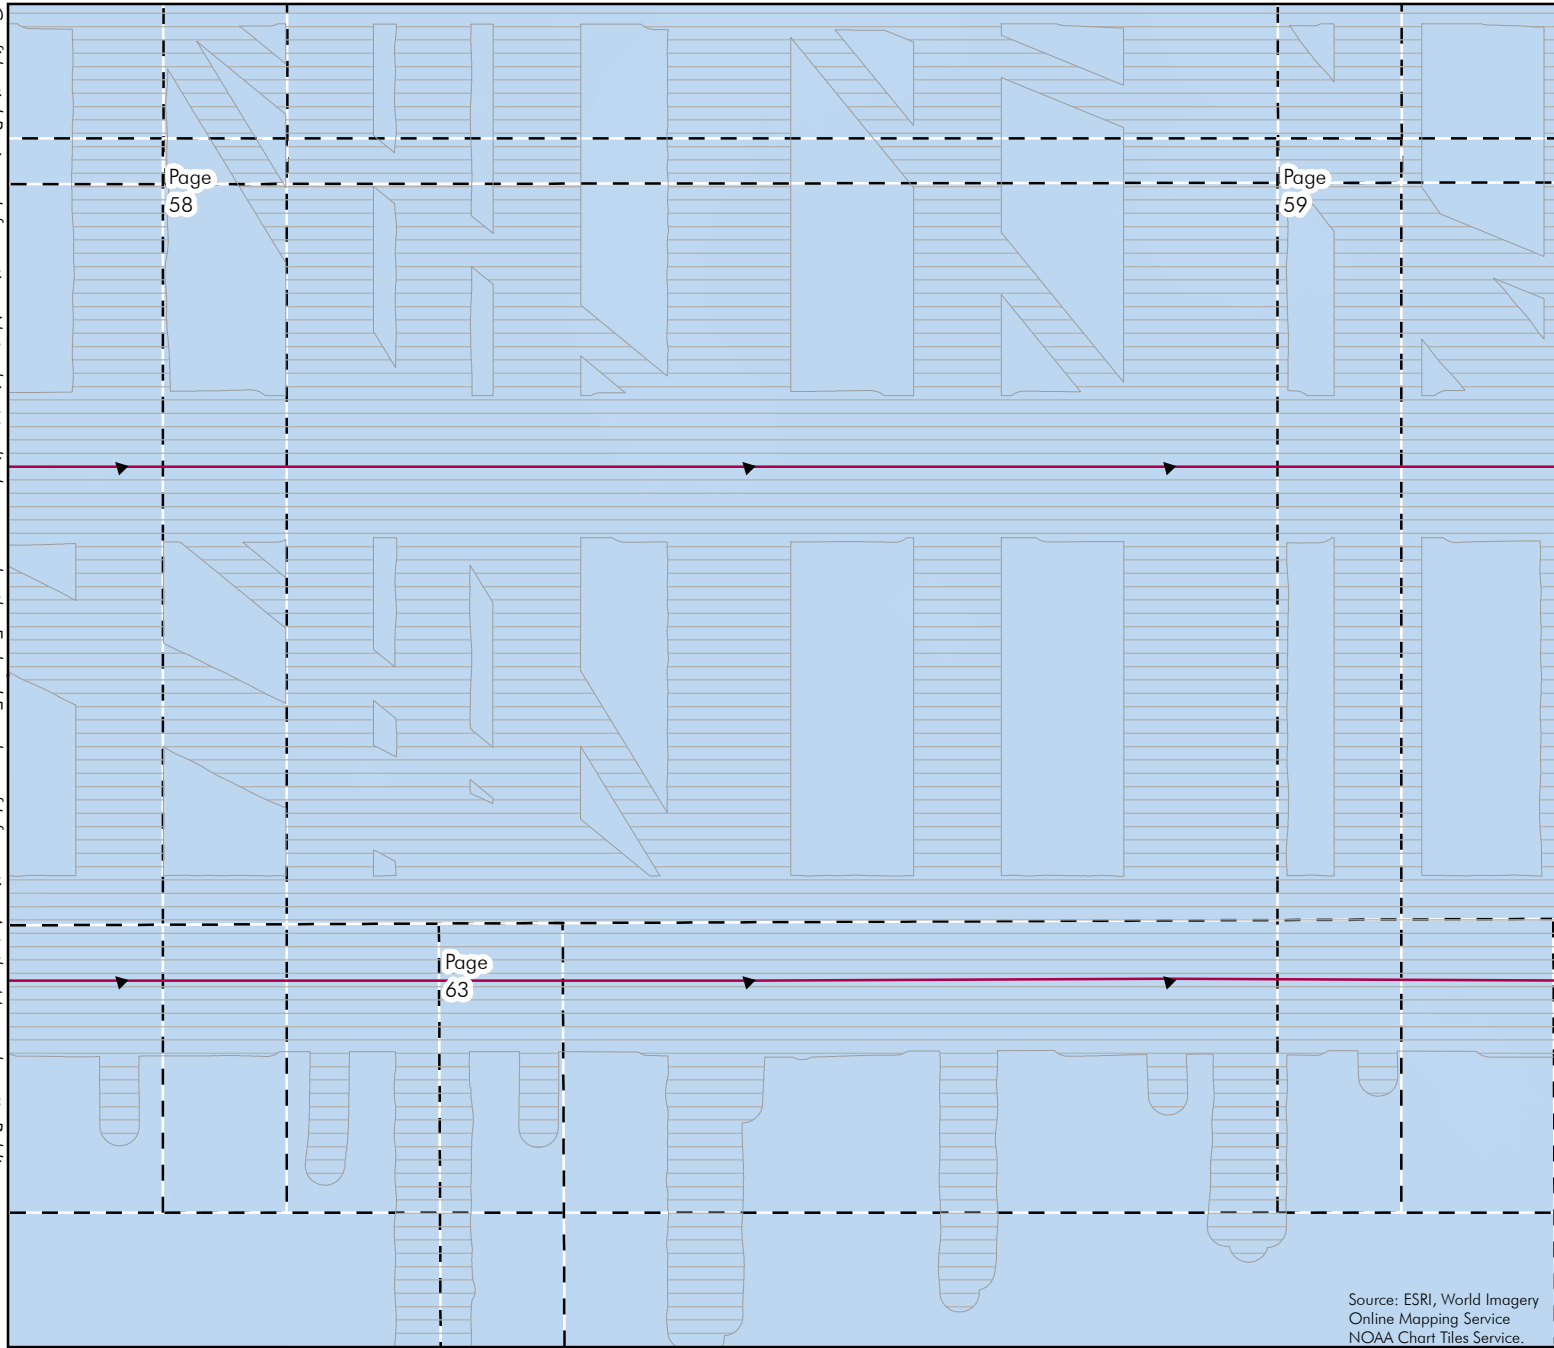 Page
58
Page
59
Page
63
Source: ESRI, World Imagery
Online Mapping Service
NOAA Chart Tiles Service.